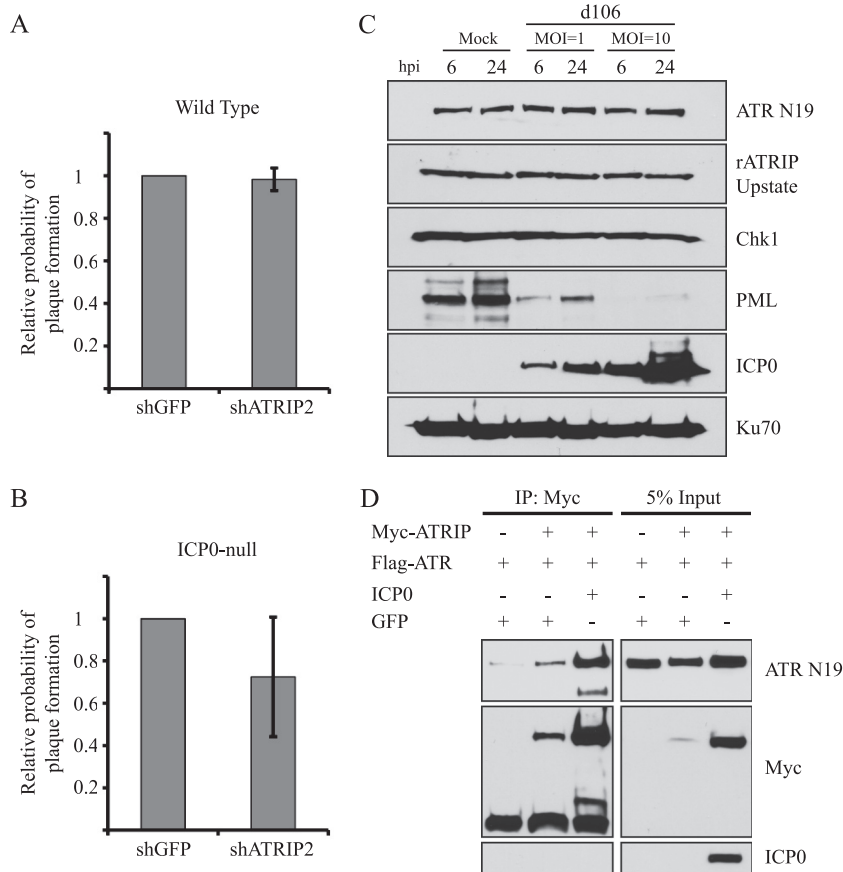 A
Wild Type
Relative probability of
plaque formation
1
0.8
0.6
0.4
0.2
shGFP shATRIP2
B
ICP0-null
Relative probability of
plaque formation
1
0.8
0.6
0.4
0.2
shGFP shATRIP2
C
d106
Mock MOI=1 MOI=10
hpi 6 24 6 24 6 24
ATR N19
rATRIP
Upstate
Chk1
PML
ICP0
Ku70
D
IP: Myc 5% Input
Myc-ATRIP - + + - + +
Flag-ATR + + + + + +
ICP0 - - + - - +
GFP + + - + + -
ATR N19
Myc
ICP0